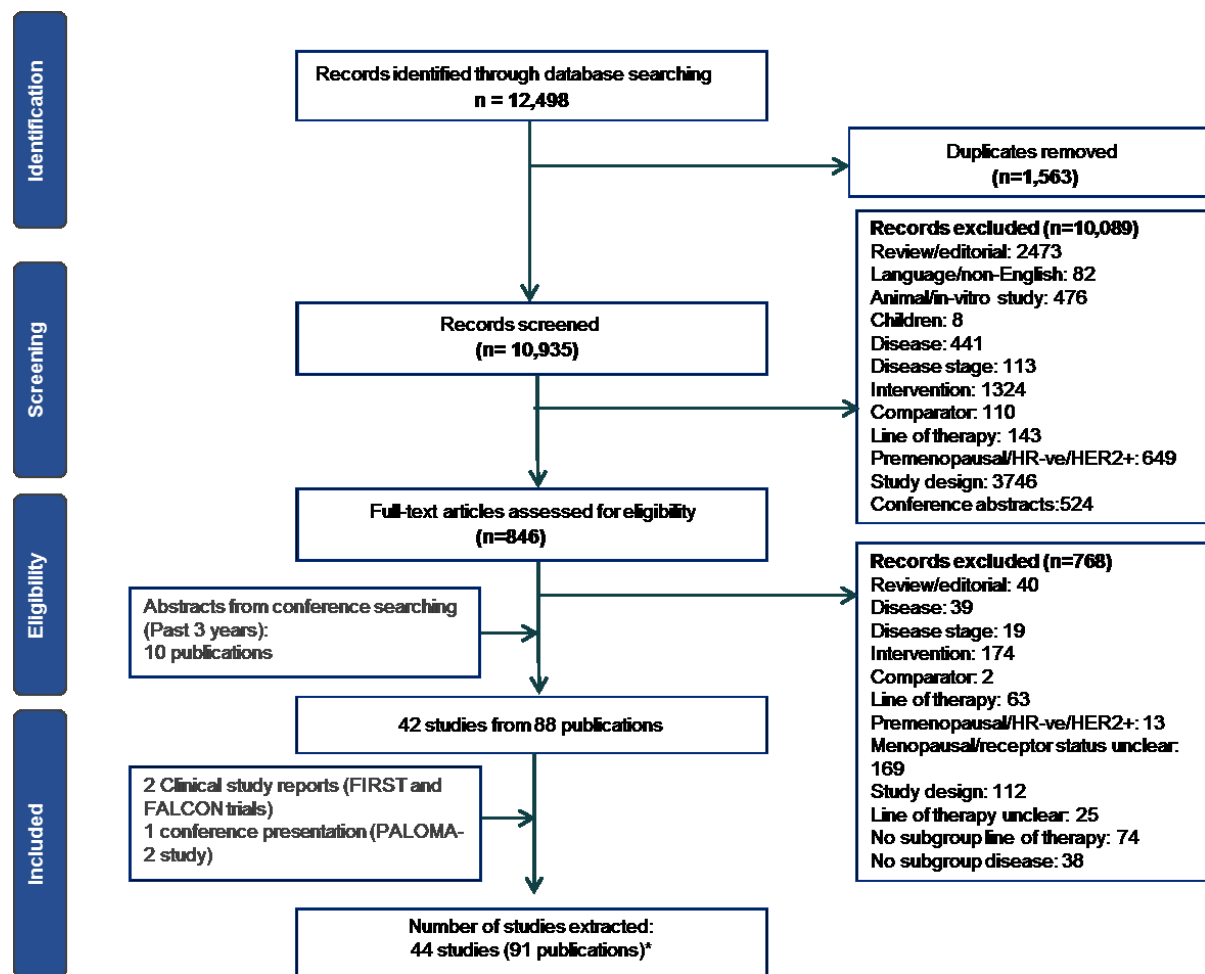 Identification
Records identified through database searching
n = 12,498
Duplicates removed
(n=1,563)
Screening
Records screened
(n= 10,935)
Records excluded (n=10,089)
Review/editorial: 2473
Language/non-English: 82
Animal/in-vitro study: 476
Children: 8
Disease: 441
Disease stage: 113
Intervention: 1324
Comparator: 110
Line of therapy: 143
Premenopausal/HR-ve/HER2+: 649
Study design: 3746
Conference abstracts:524
Eligibility
Full-text articles assessed for eligibility
(n=846)
Abstracts from conference searching
(Past 3 years):
10 publications
Records excluded (n=768)
Review/editorial: 40
Disease: 39
Disease stage: 19
Intervention: 174
Comparator: 2
Line of therapy: 63
Premenopausal/HR-ve/HER2+: 13
Menopausal/receptor status unclear:
169
Study design: 112
Line of therapy unclear: 25
No subgroup line of therapy: 74
No subgroup disease: 38
Included
42 studies from 88 publications
2 Clinical study reports (FIRST and
FALCON trials)
1 conference presentation (PALOMA-
2 study)
Number of studies extracted:
44 studies (91 publications)*